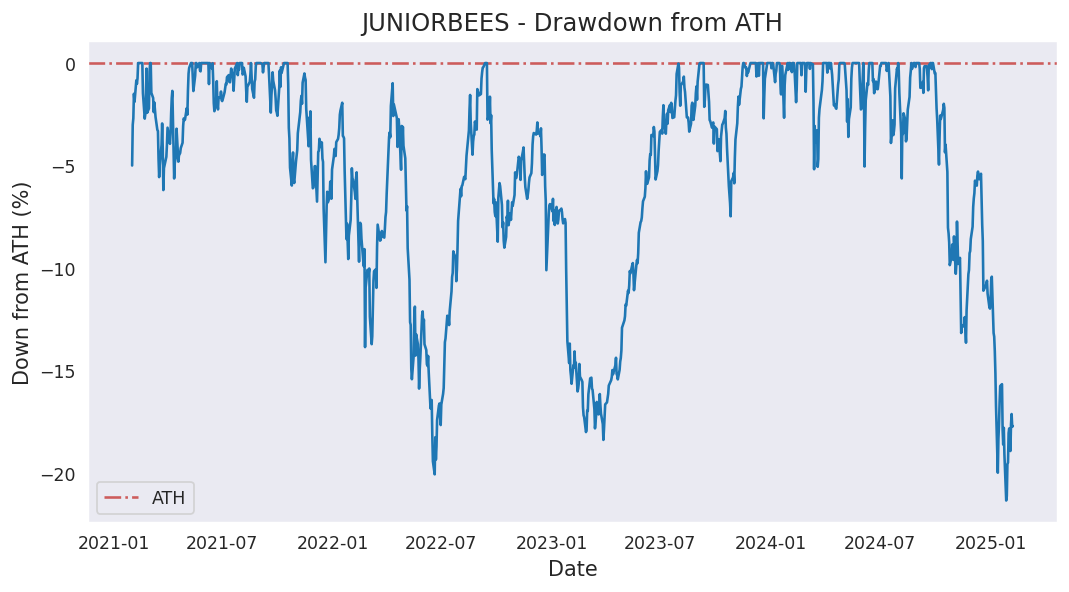 JUNIORBEES - Drawdown from ATH
Down from ATH (%)
0
−5
−10
−15
−20
ATH
2021-01 2021-07 2022-01 2022-07 2023-01 2023-07 2024-01 2024-07 2025-01
Date